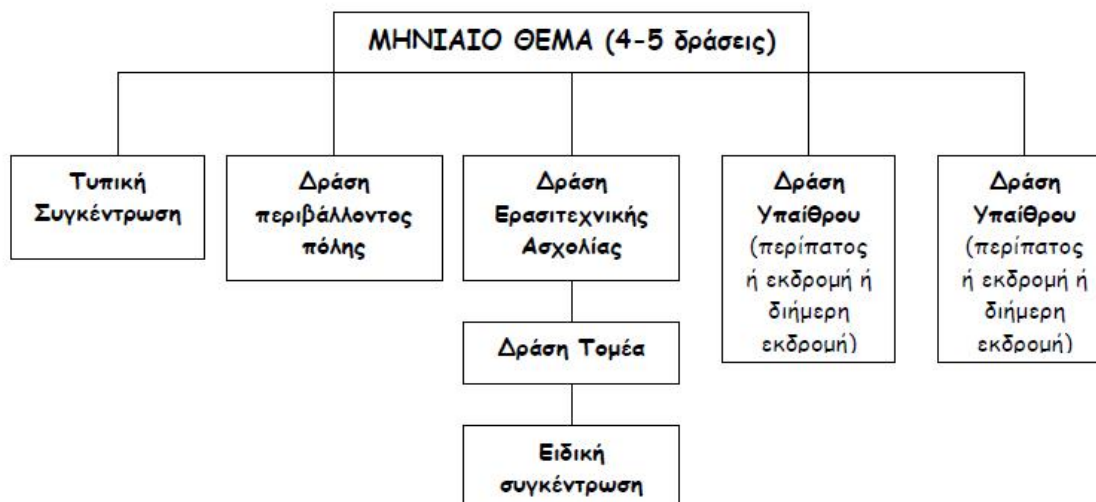 ΜΗΝΙΑΙΟ ΘΕΜΑ (4-5 δράσεις)
Τυπική
Συγκέντρωση
Δράση
περιβάλλοντος
πόλης
Δράση
Ερασιτεχνικής
Ασχολίας
Δράση
Υπαίθρου
(περίπατος
ή εκδρομή ή
διήμερη
εκδρομή)
Δράση
Υπαίθρου
(περίπατος
ή εκδρομή ή
διήμερη
εκδρομή)
Δράση Τομέα
Ειδική
συγκέντρωση